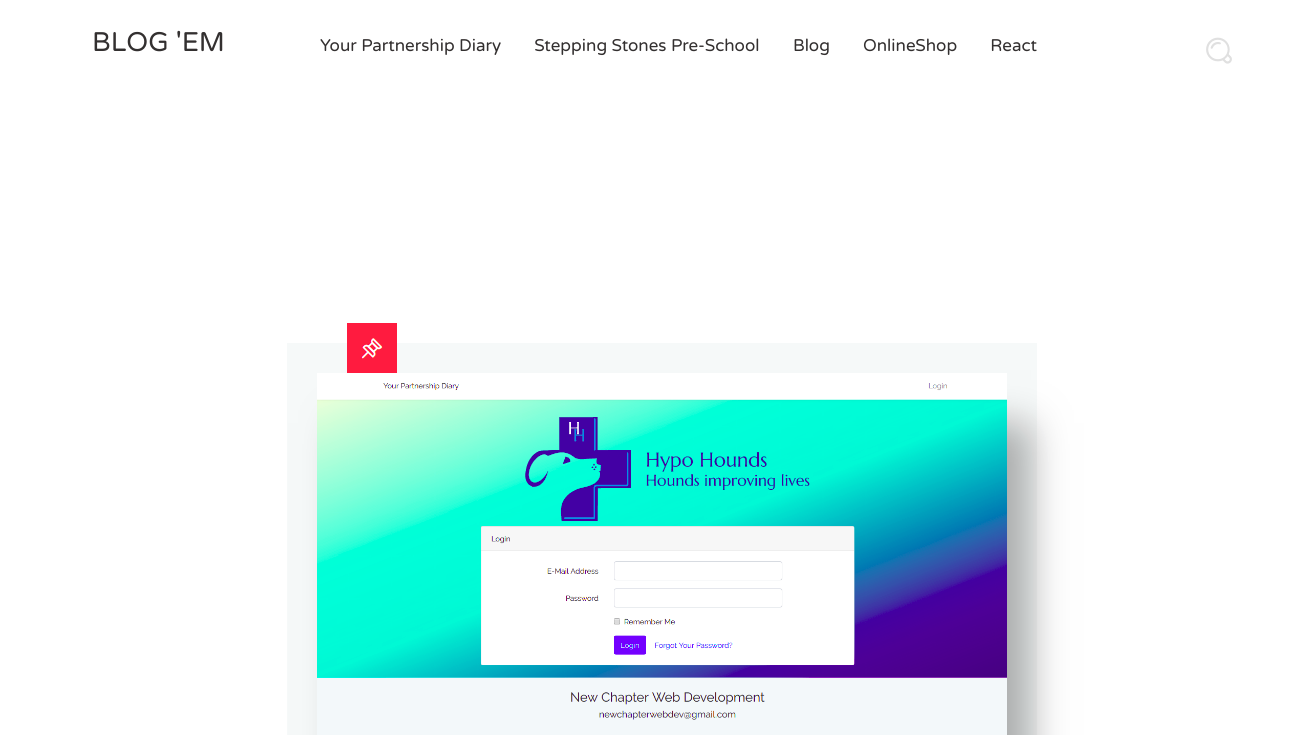 BLOG 'EM
Your Partnership Diary Stepping Stones Pre-School Blog OnlineShop React
Your Partnership Diary Login
HH
Hypo Hounds
Hounds improving lives
Login
E-Mail Address
Password
Remember Me
Login Forgot Your Password?
New Chapter Web Development
newchapterwebdev@gmail.com